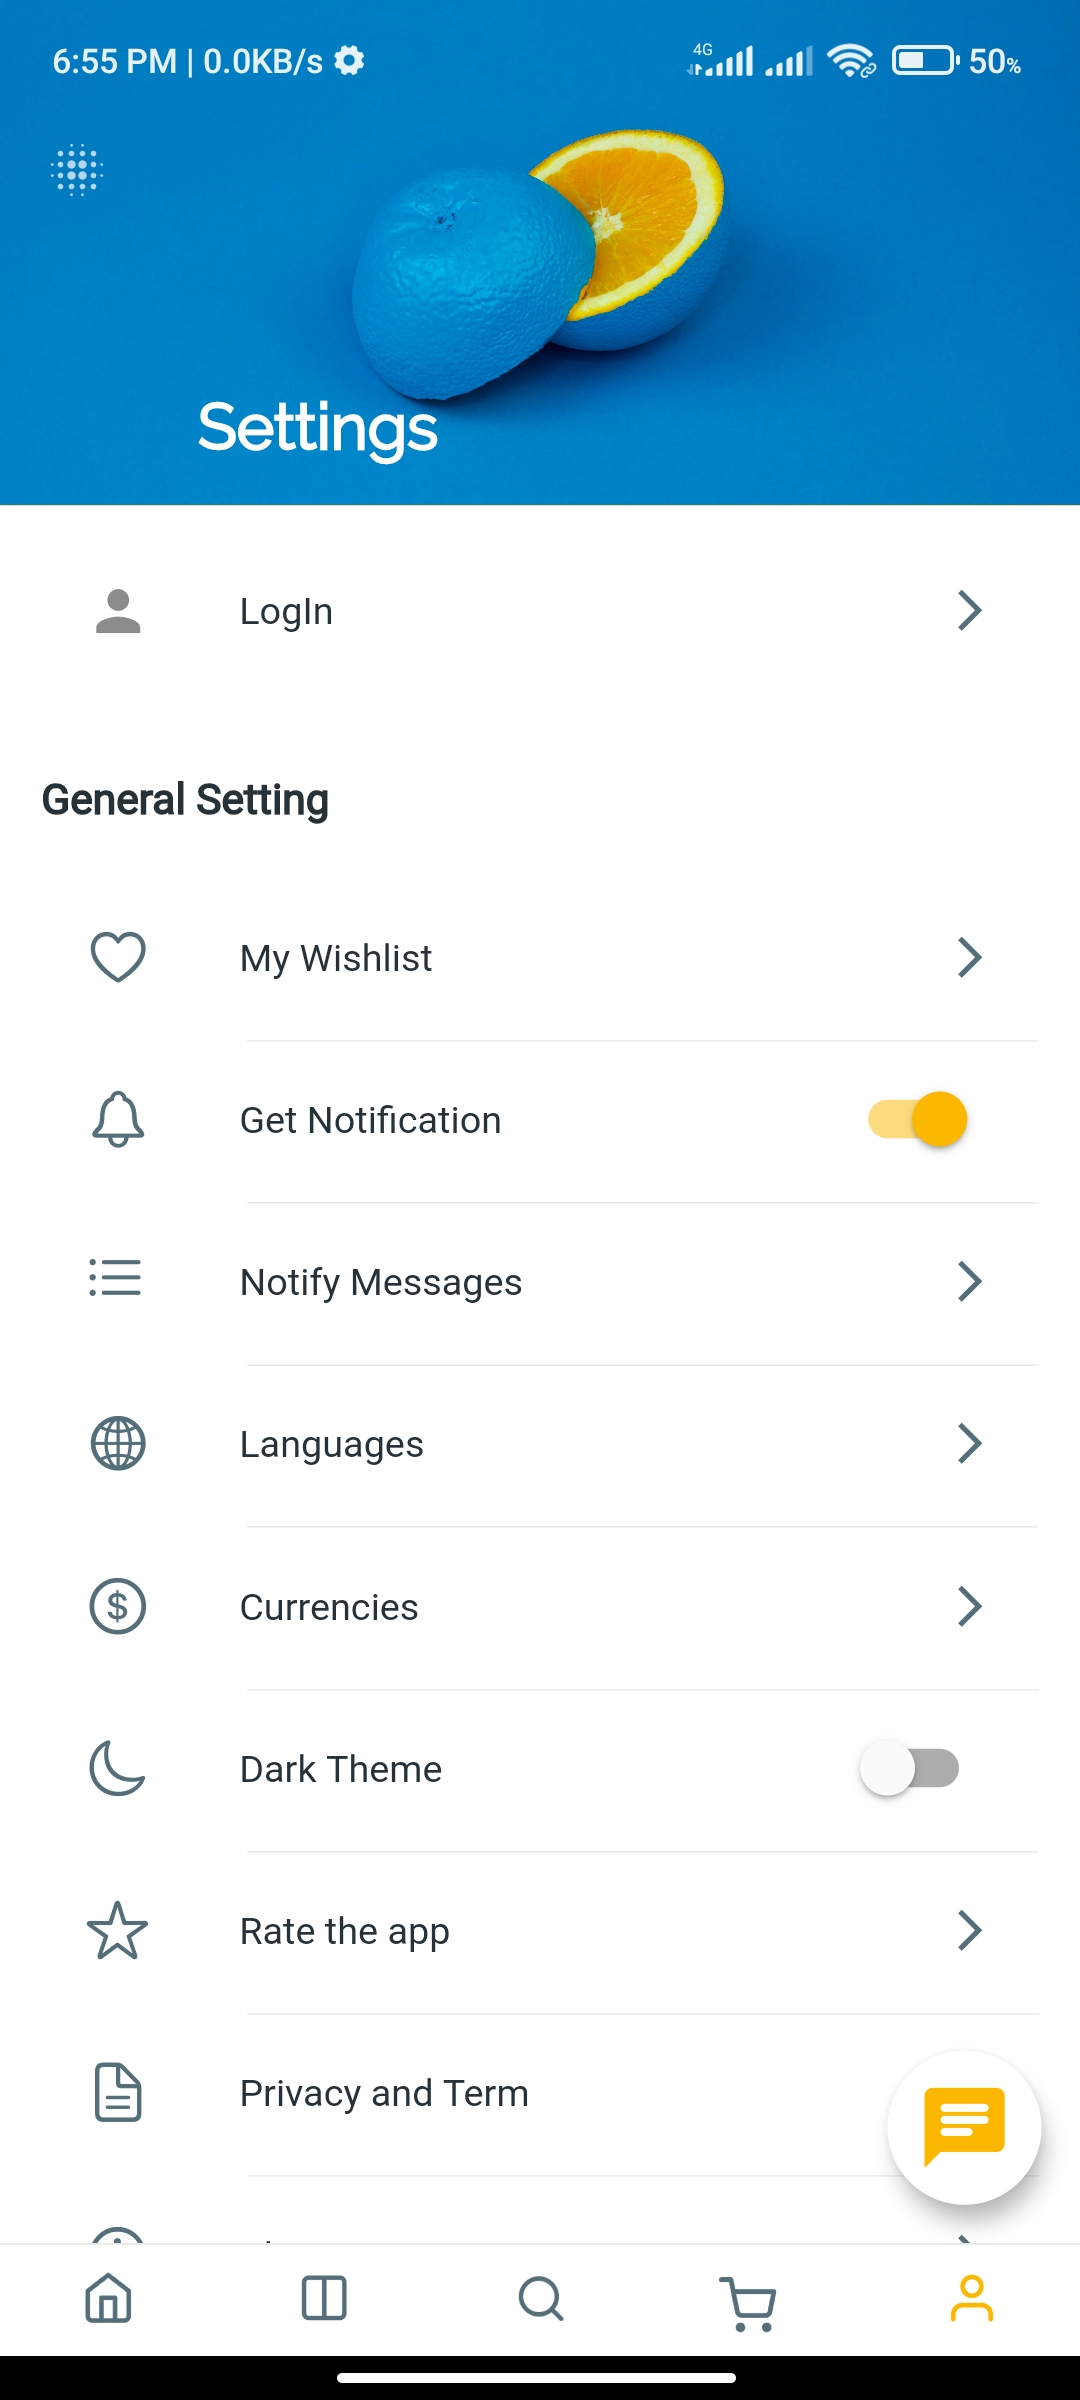 6:55 PM | 0.0KB/s 4G 50%
Settings
LogIn
General Setting
My Wishlist
Get Notification
Notify Messages
Languages
$ Currencies
Dark Theme
Rate the app
Privacy and Term